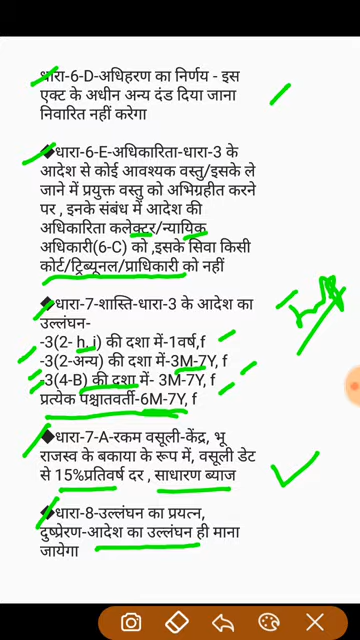 धारा-6-D-अधिहरण का निर्णय - इस
एक्ट के अधीन अन्य दंड दिया जाना
निवारित नहीं करेगा
◆धारा-6-E-अधिकारिता-धारा-3 के
आदेश से कोई आवश्यक वस्तु/इसके ले
जाने में प्रयुक्त वस्तु को अभिग्रहीत करने
पर , इनके संबंध में आदेश की
अधिकारिता कलेक्टर/न्यायिक
अधिकारी(6-C) को ,इसके सिवा किसी
कोर्ट/ट्रिब्यूनल/प्राधिकारी को नहीं
◆धारा-7-शास्ति-धारा-3 के आदेश का
उल्लंघन-
-3(2- h, i) की दशा में-1वर्ष,f
-3(2-अन्य) की दशा में-3M-7Y, f
-3(4-B) की दशा में- 3M-7Y, f
प्रत्येक पश्चातवर्ती-6M-7Y, f
◆धारा-7-A-रकम वसूली-केंद्र, भू
राजस्व के बकाया के रूप में, वसूली डेट
से 15%प्रतिवर्ष दर , साधारण ब्याज
◆धारा-8-उल्लंघन का प्रयत्न,
दुष्प्रेरण-आदेश का उल्लंघन ही माना
जायेगा